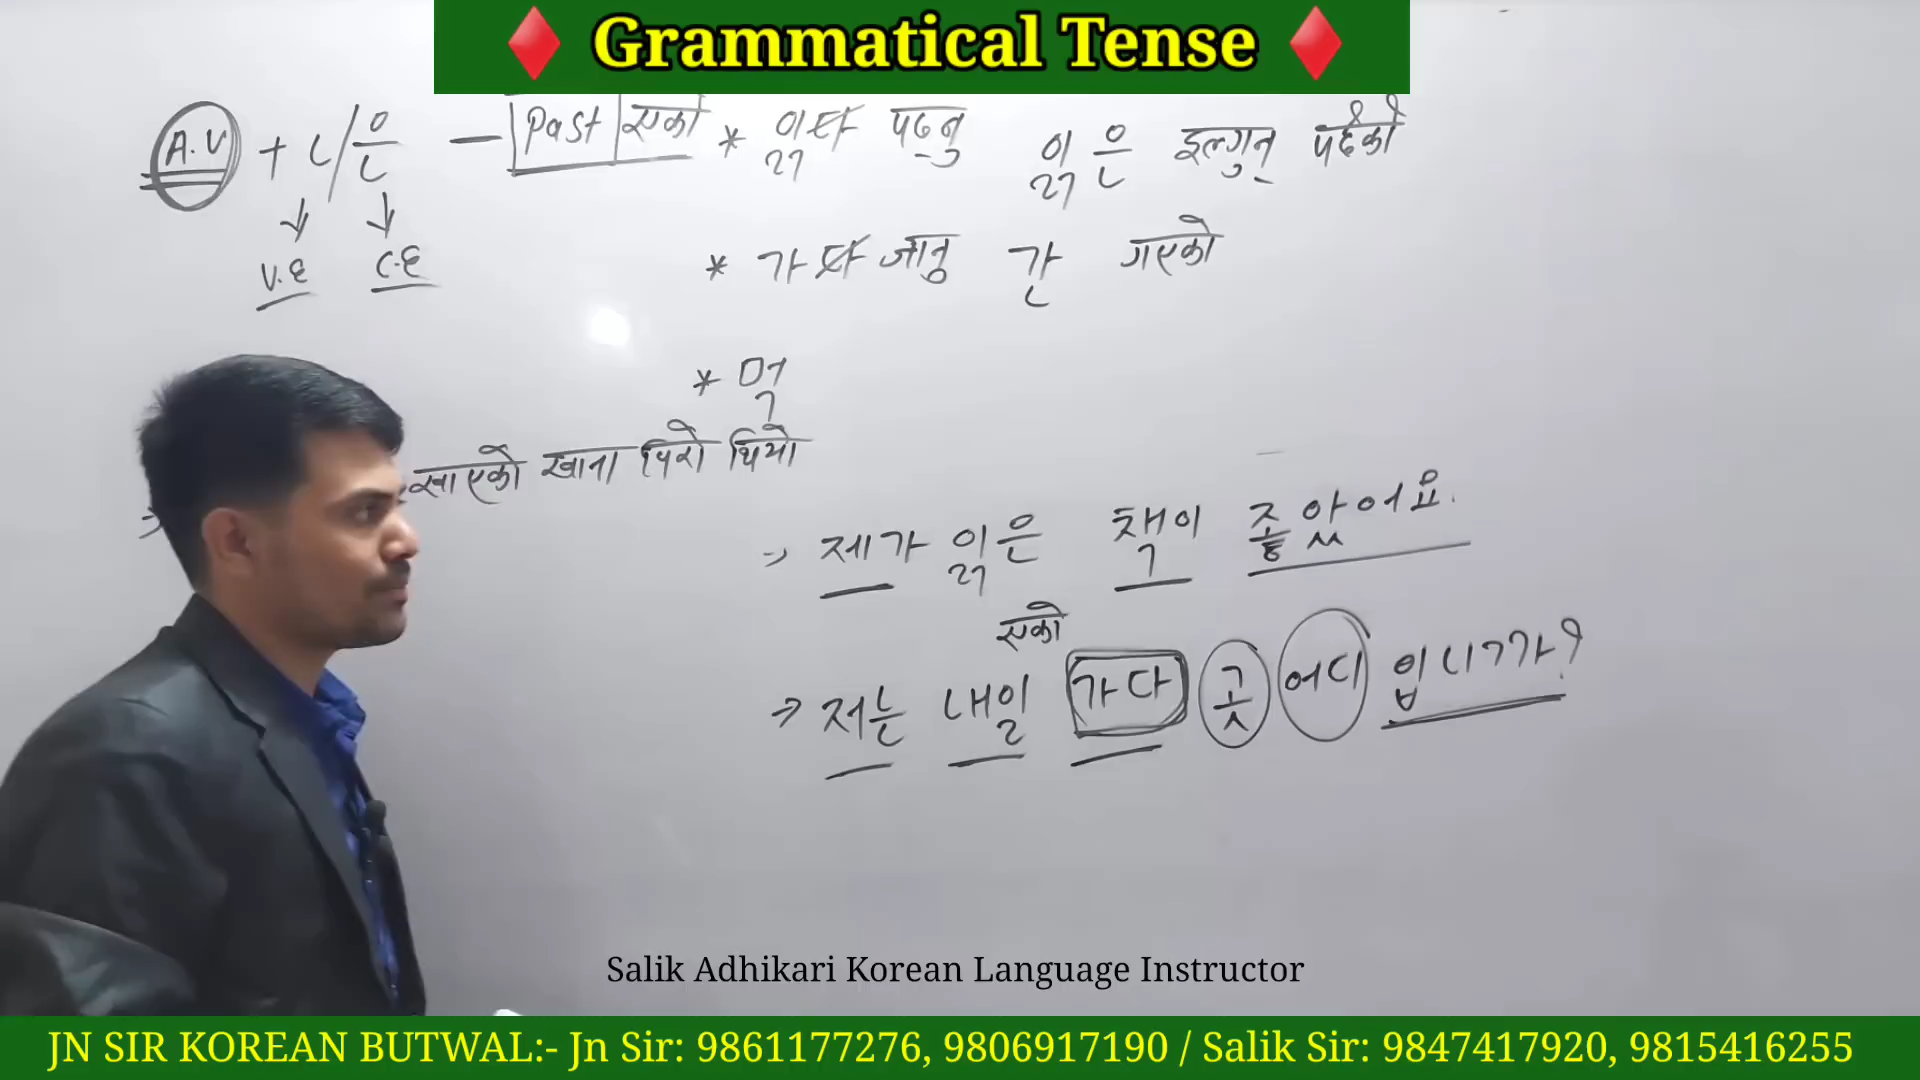 Grammatical Tense
A.V + ㄴ/은 - Past एको * 읽다 पढ्नु 읽은 इल्गुन् पढेको
V.E C.E
* 가다 जानु 간 गएको
* 먹
खाएको खाना पिरो थियो
→ 제가 읽은 책이 좋았어요.
एको
→ 저는 내일 가다 곳 어디 입니까?
Salik Adhikari Korean Language Instructor
JN SIR KOREAN BUTWAL:- Jn Sir: 9861177276, 9806917190 / Salik Sir: 9847417920, 9815416255